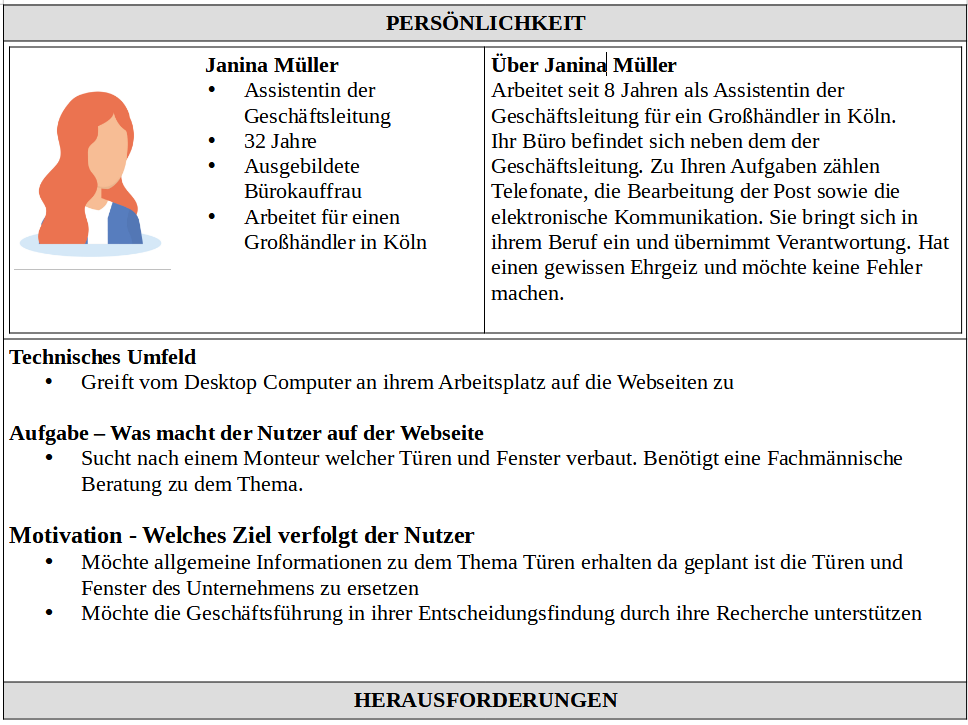 PERSÖNLICHKEIT
Janina Müller
• Assistentin der
Geschäftsleitung
• 32 Jahre
• Ausgebildete
Bürokauffrau
• Arbeitet für einen
Großhändler in Köln
Über Janina Müller
Arbeitet seit 8 Jahren als Assistentin der
Geschäftsleitung für ein Großhändler in Köln.
Ihr Büro befindet sich neben dem der
Geschäftsleitung. Zu Ihren Aufgaben zählen
Telefonate, die Bearbeitung der Post sowie die
elektronische Kommunikation. Sie bringt sich in
ihrem Beruf ein und übernimmt Verantwortung. Hat
einen gewissen Ehrgeiz und möchte keine Fehler
machen.
Technisches Umfeld
• Greift vom Desktop Computer an ihrem Arbeitsplatz auf die Webseiten zu
Aufgabe – Was macht der Nutzer auf der Webseite
• Sucht nach einem Monteur welcher Türen und Fenster verbaut. Benötigt eine Fachmännische
Beratung zu dem Thema.
Motivation - Welches Ziel verfolgt der Nutzer
• Möchte allgemeine Informationen zu dem Thema Türen erhalten da geplant ist die Türen und
Fenster des Unternehmens zu ersetzen
• Möchte die Geschäftsführung in ihrer Entscheidungsfindung durch ihre Recherche unterstützen
HERAUSFORDERUNGEN